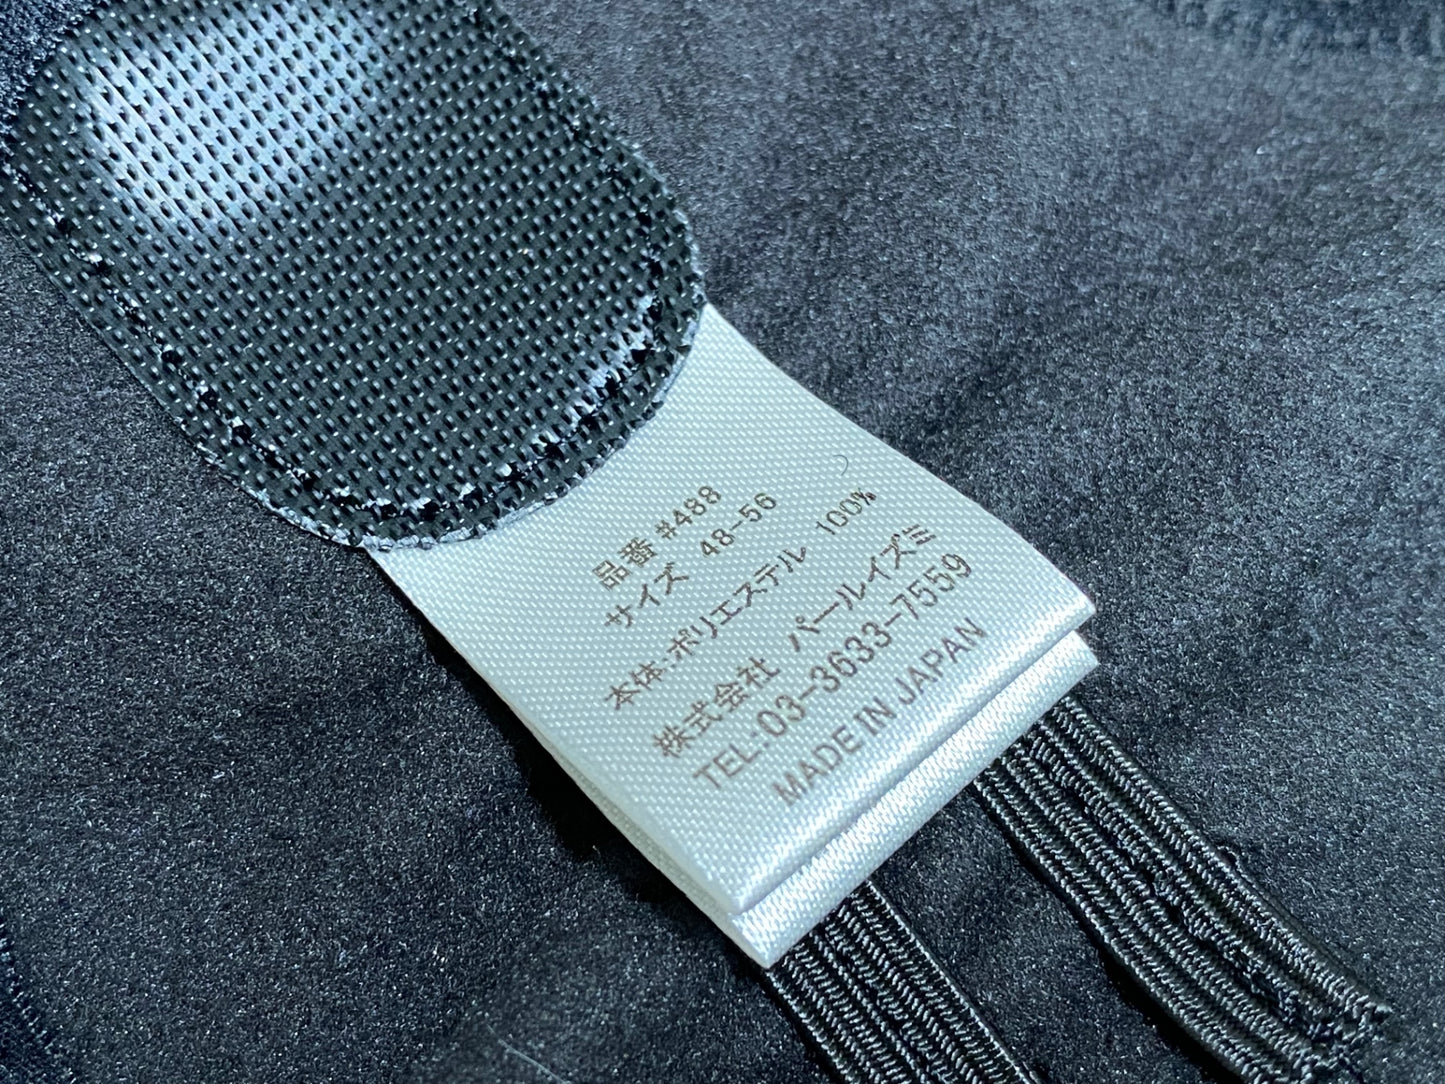 品番 #488
サイズ 48-56
本体:ポリエステル 100%
株式会社 パールイズミ
TEL:03-3633-7559
MADE IN JAPAN